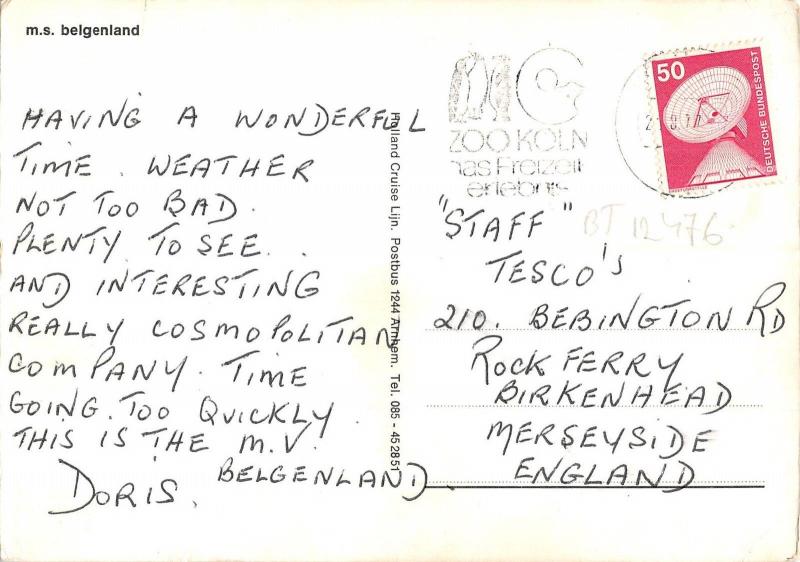 m.s. belgenland
HAVING A WONDERFUL
TIME. WEATHER
NOT TOO BAD.
PLENTY TO SEE.
AND INTERESTING
REALLY COSMOPOLITAN
COMPANY. TIME
GOING. TOO QUICKLY.
THIS IS THE M.V.
BELGENLAND.
DORIS.
Holland Cruise Lijn. Postbus 1244 Arnhem. Tel. 085 - 452851
ZOO KÖLN
das Freizeit
erlebnis
50
DEUTSCHE BUNDESPOST
BT 12476
"STAFF"
TESCO's
210. BEBINGTON RD
ROCK FERRY
BIRKENHEAD
MERSEYSIDE
ENGLAND